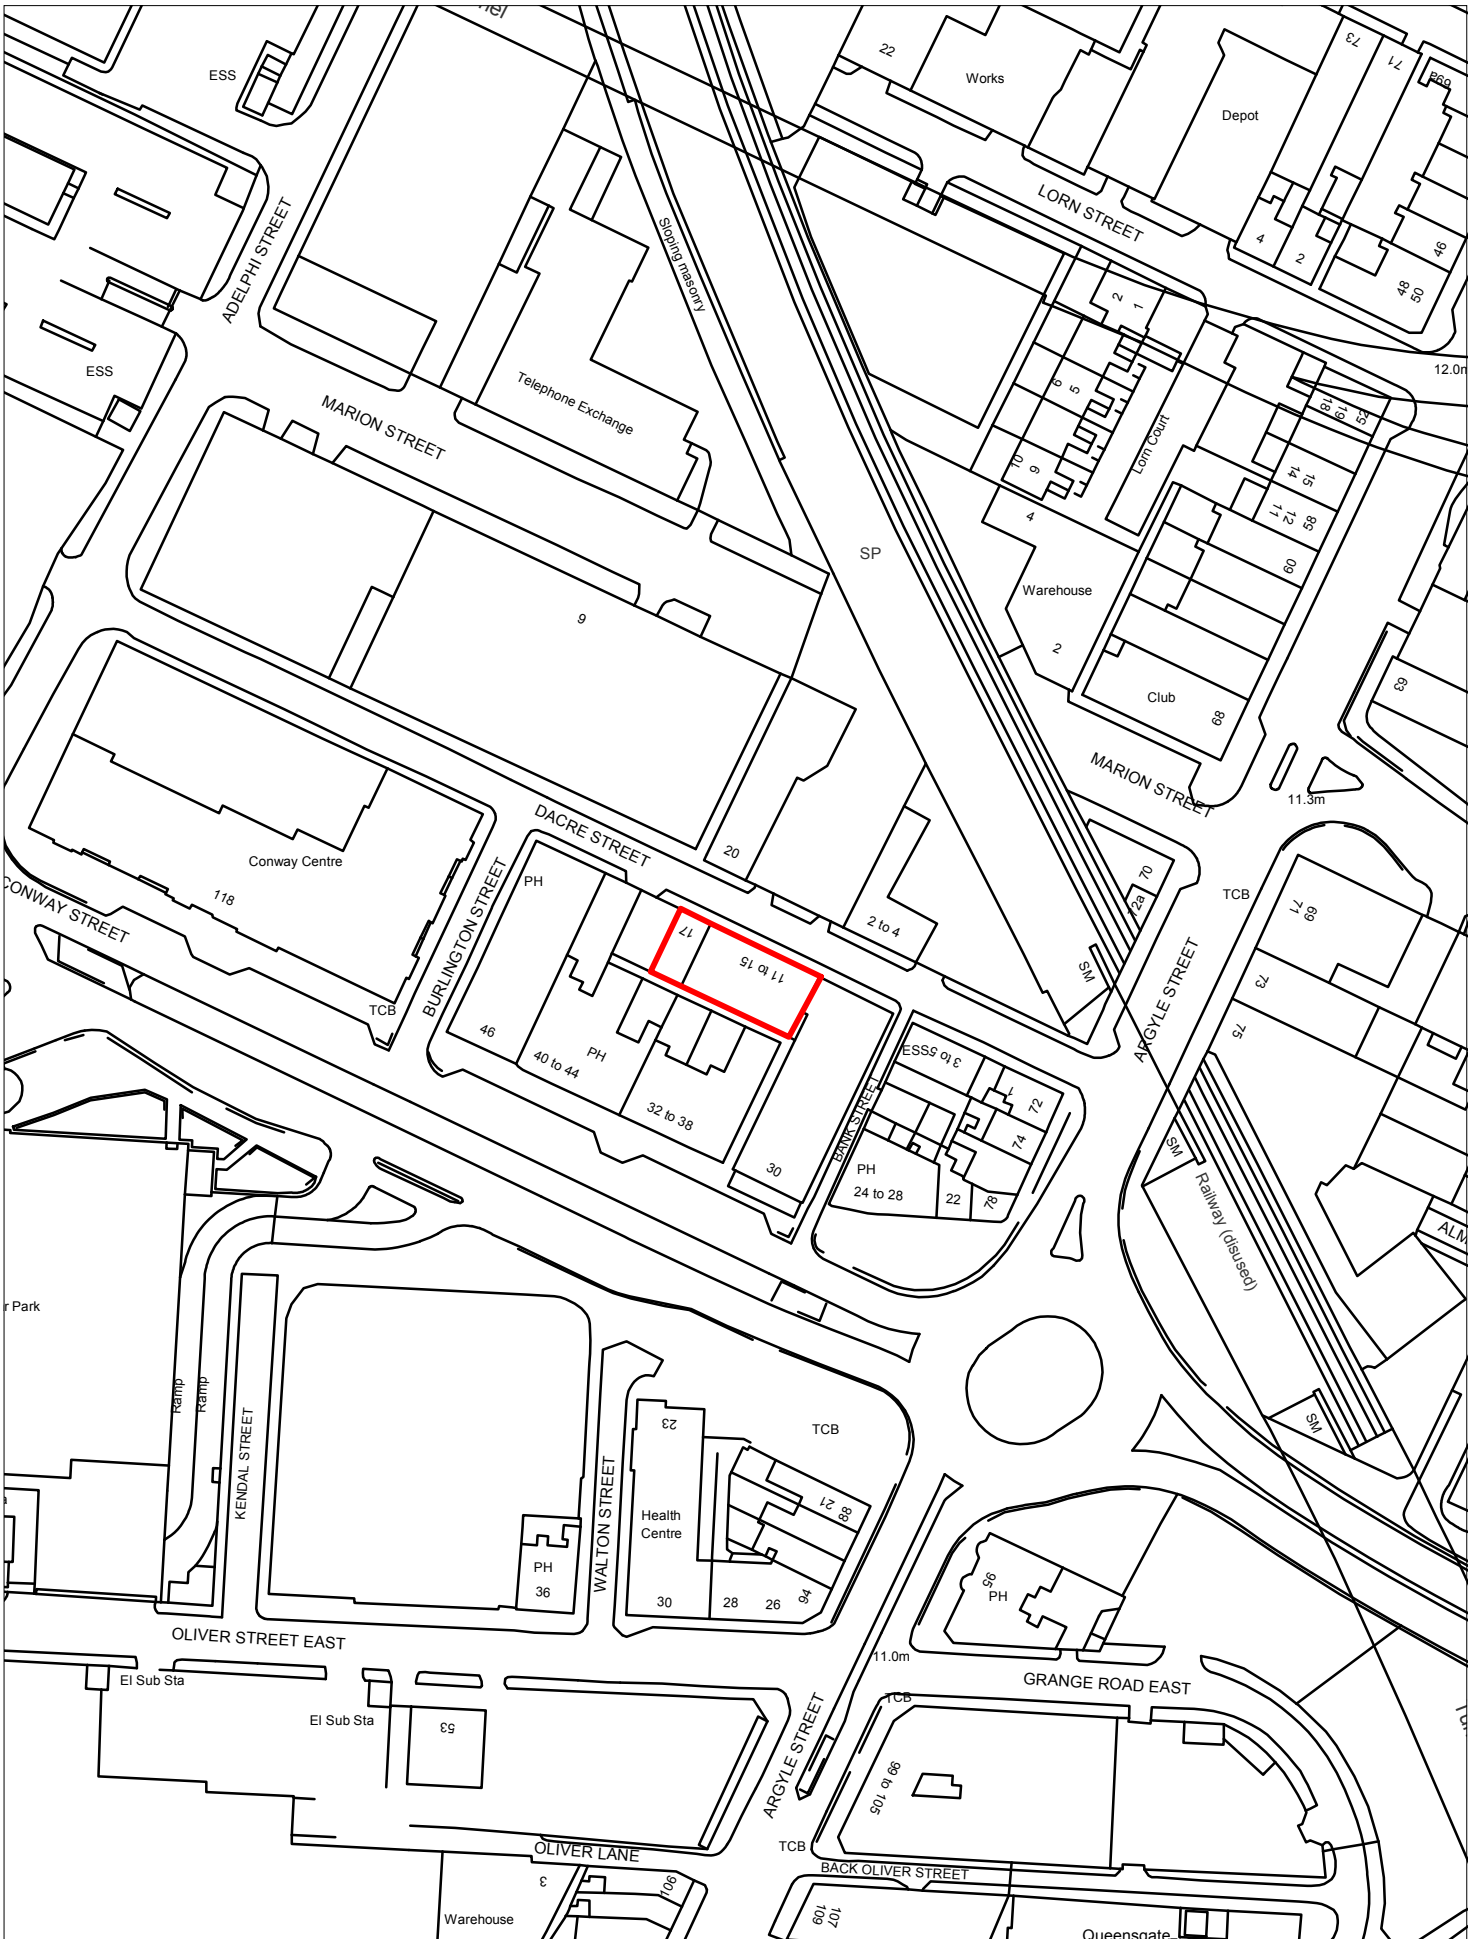 nel
ESS
22
Works
73
71
269
Depot
LORN STREET
4
2
46
48
50
ADELPHI STREET
Sloping masonry
2
1
ESS
6
5
12.0m
18
19
52
MARION STREET
Telephone Exchange
Lorn Court
10
9
14
15
11
12
58
4
SP
60
Warehouse
9
2
63
Club
68
MARION STREET
11.3m
DACRE STREET
20
Conway Centre
118
PH
70
72a
TCB
69
71
CONWAY STREET
BURLINGTON STREET
17
11 to 15
2 to 4
SM
73
ARGYLE STREET
TCB
46
40 to 44
PH
75
32 to 38
ESS
3 to 5
1
72
74
BANK STREET
30
PH
24 to 28
22
78
SM
Railway (disused)
ALM
r Park
Ramp
Ramp
KENDAL STREET
WALTON STREET
23
TCB
SM
Health
Centre
21
88
PH
36
30
28
26
94
95
PH
OLIVER STREET EAST
El Sub Sta
El Sub Sta
53
11.0m
TCB
GRANGE ROAD EAST
ARGYLE STREET
99 to 105
TCB
OLIVER LANE
BACK OLIVER STREET
3
106
Warehouse
107
109
Queensgate